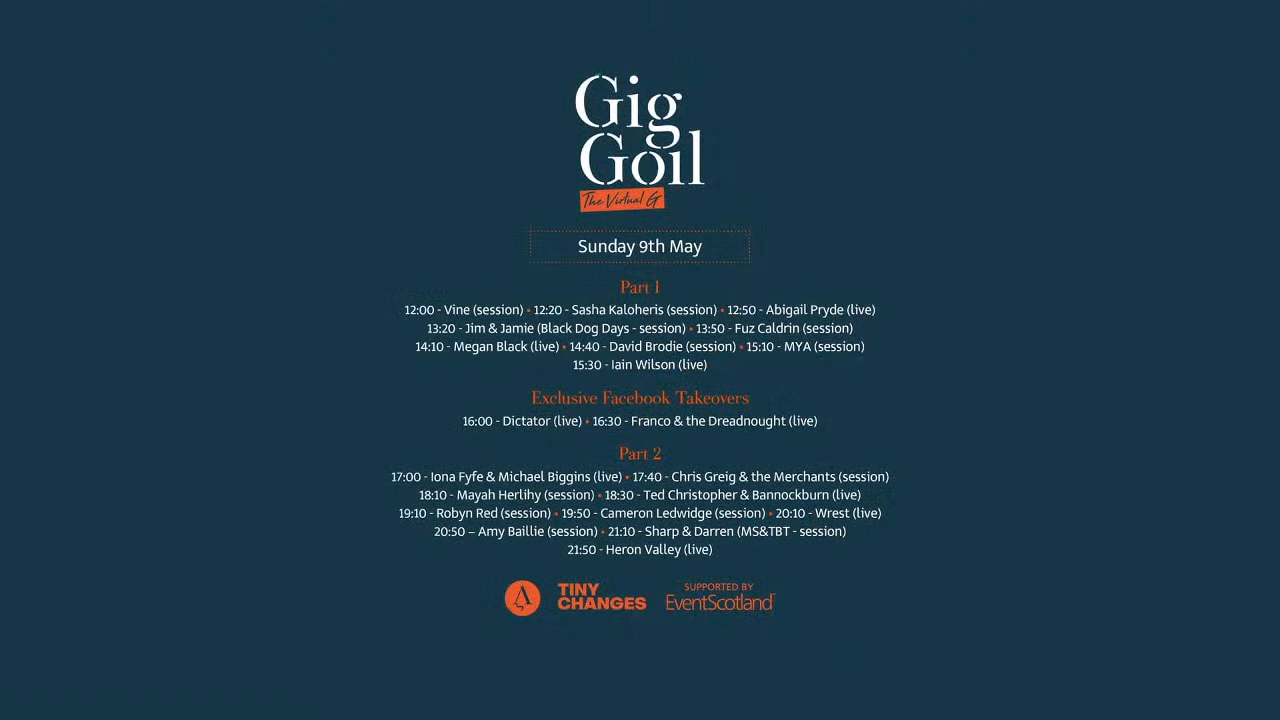 Gig
Goil
The Virtual G
Sunday 9th May
Part 1
12:00 - Vine (session) • 12:20 - Sasha Kaloheris (session) • 12:50 - Abigail Pryde (live)
13:20 - Jim & Jamie (Black Dog Days - session) • 13:50 - Fuz Caldrin (session)
14:10 - Megan Black (live) • 14:40 - David Brodie (session) • 15:10 - MYA (session)
15:30 - Iain Wilson (live)
Exclusive Facebook Takeovers
16:00 - Dictator (live) • 16:30 - Franco & the Dreadnought (live)
Part 2
17:00 - Iona Fyfe & Michael Biggins (live) • 17:40 - Chris Greig & the Merchants (session)
18:10 - Mayah Herlihy (session) • 18:30 - Ted Christopher & Bannockburn (live)
19:10 - Robyn Red (session) • 19:50 - Cameron Ledwidge (session) • 20:10 - Wrest (live)
20:50 – Amy Baillie (session) • 21:10 - Sharp & Darren (MS&TBT - session)
21:50 - Heron Valley (live)
TINY
CHANGES
SUPPORTED BY
EventScotland